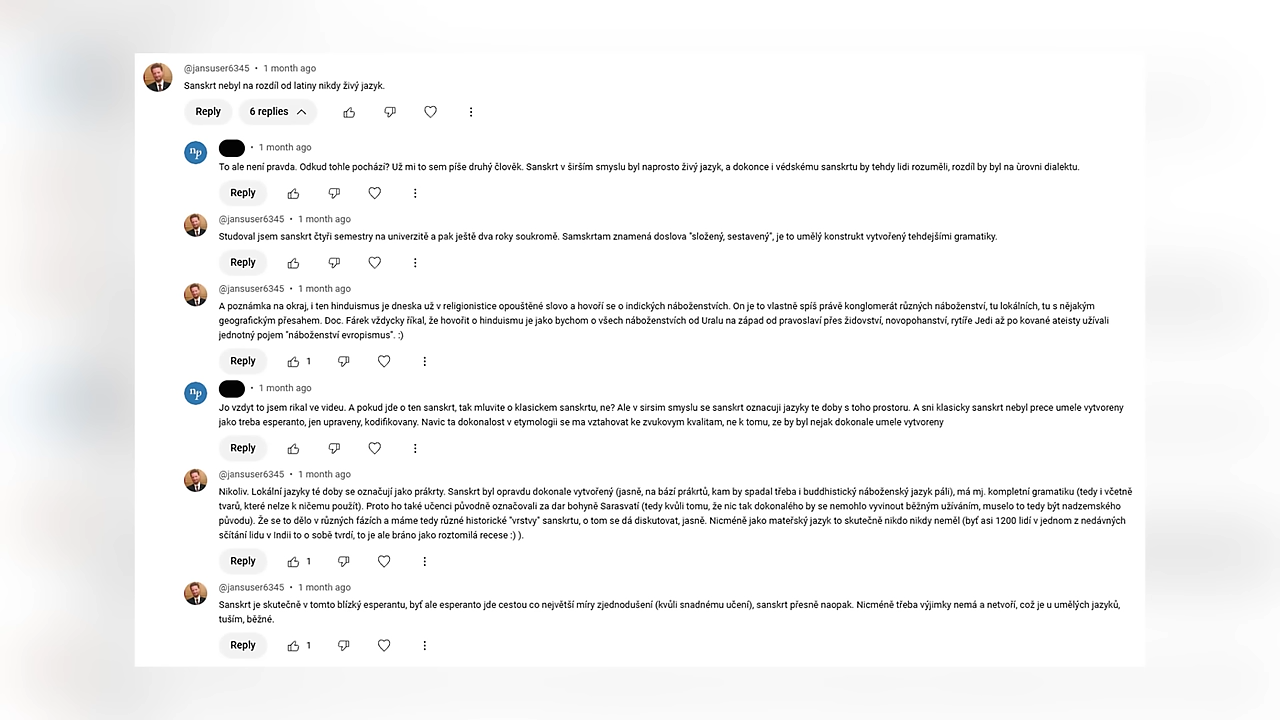 @jansuser6345 • 1 month ago
Sanskrt nebyl na rozdíl od latiny nikdy živý jazyk.
Reply 6 replies
np • 1 month ago
To ale není pravda. Odkud tohle pochází? Už mi to sem píše druhý člověk. Sanskrt v širším smyslu byl naprosto živý jazyk, a dokonce i védskému sanskrtu by tehdy lidi rozuměli, rozdíl by byl na ùrovni dialektu.
Reply
@jansuser6345 • 1 month ago
Studoval jsem sanskrt čtyři semestry na univerzitě a pak ještě dva roky soukromě. Samskrtam znamená doslova "složený, sestavený", je to umělý konstrukt vytvořený tehdejšími gramatiky.
Reply
@jansuser6345 • 1 month ago
A poznámka na okraj, i ten hinduismus je dneska už v religionistice opouštěné slovo a hovoří se o indických náboženstvích. On je to vlastně spíš právě konglomerát různých náboženství, tu lokálních, tu s nějakým
geografickým přesahem. Doc. Fárek vždycky říkal, že hovořit o hinduismu je jako bychom o všech náboženstvích od Uralu na západ od pravoslaví přes židovství, novopohanství, rytíře Jedi až po kované ateisty užívali
jednotný pojem "náboženství evropismus". :)
Reply 1
np • 1 month ago
Jo vzdyt to jsem rikal ve videu. A pokud jde o ten sanskrt, tak mluvite o klasickem sanskrtu, ne? Ale v sirsim smyslu se sanskrt oznacuji jazyky te doby s toho prostoru. A sni klasicky sanskrt nebyl prece umele vytvoreny
jako treba esperanto, jen upraveny, kodifikovany. Navic ta dokonalost v etymologii se ma vztahovat ke zvukovym kvalitam, ne k tomu, ze by byl nejak dokonale umele vytvoreny
Reply
@jansuser6345 • 1 month ago
Nikoliv. Lokální jazyky té doby se označují jako prákrty. Sanskrt byl opravdu dokonale vytvořený (jasně, na bází prákrtů, kam by spadal třeba i buddhistický náboženský jazyk páli), má mj. kompletní gramatiku (tedy i včetně
tvarů, které nelze k ničemu použít). Proto ho také učenci původně označovali za dar bohyně Sarasvatí (tedy kvůli tomu, že nic tak dokonalého by se nemohlo vyvinout běžným užíváním, muselo to tedy být nadzemského
původu). Že se to dělo v různých fázích a máme tedy různé historické "vrstvy" sanskrtu, o tom se dá diskutovat, jasně. Nicméně jako mateřský jazyk to skutečně nikdo nikdy neměl (byť asi 1200 lidí v jednom z nedávných
sčítání lidu v Indii to o sobě tvrdí, to je ale bráno jako roztomilá recese :) ).
Reply 1
@jansuser6345 • 1 month ago
Sanskrt je skutečně v tomto blízký esperantu, byť ale esperanto jde cestou co největší míry zjednodušení (kvůli snadnému učení), sanskrt přesně naopak. Nicméně třeba výjimky nemá a netvoří, což je u umělých jazyků,
tuším, běžné.
Reply 1